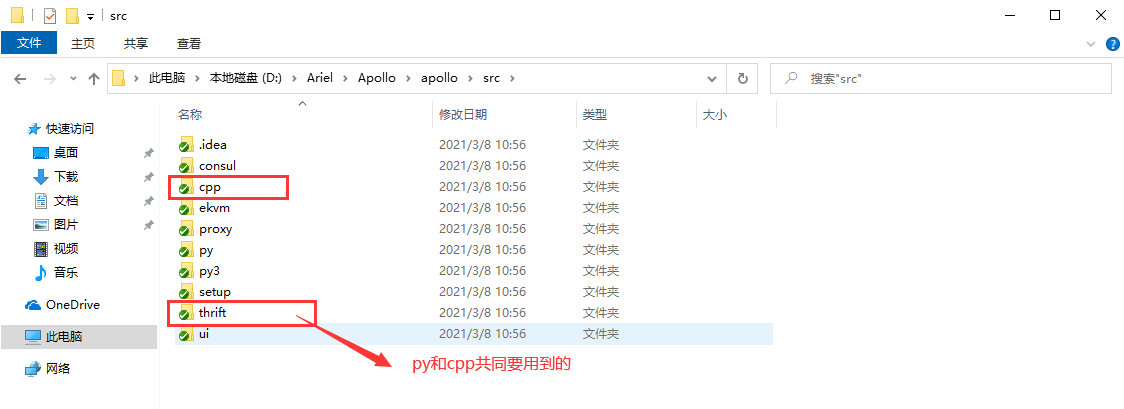 src
文件 主页 共享 查看
此电脑 本地磁盘 (D:) Ariel Apollo apollo src 搜索"src"
名称 修改日期 类型 大小
快速访问
桌面
下载
文档
图片
视频
音乐
OneDrive
此电脑
网络
.idea 2021/3/8 10:56 文件夹
consul 2021/3/8 10:56 文件夹
cpp 2021/3/8 10:56 文件夹
ekvm 2021/3/8 10:56 文件夹
proxy 2021/3/8 10:56 文件夹
py 2021/3/8 10:56 文件夹
py3 2021/3/8 10:56 文件夹
setup 2021/3/8 10:56 文件夹
thrift 2021/3/8 10:56 文件夹
ui 2021/3/8 10:56 文件夹
py和cpp共同要用到的